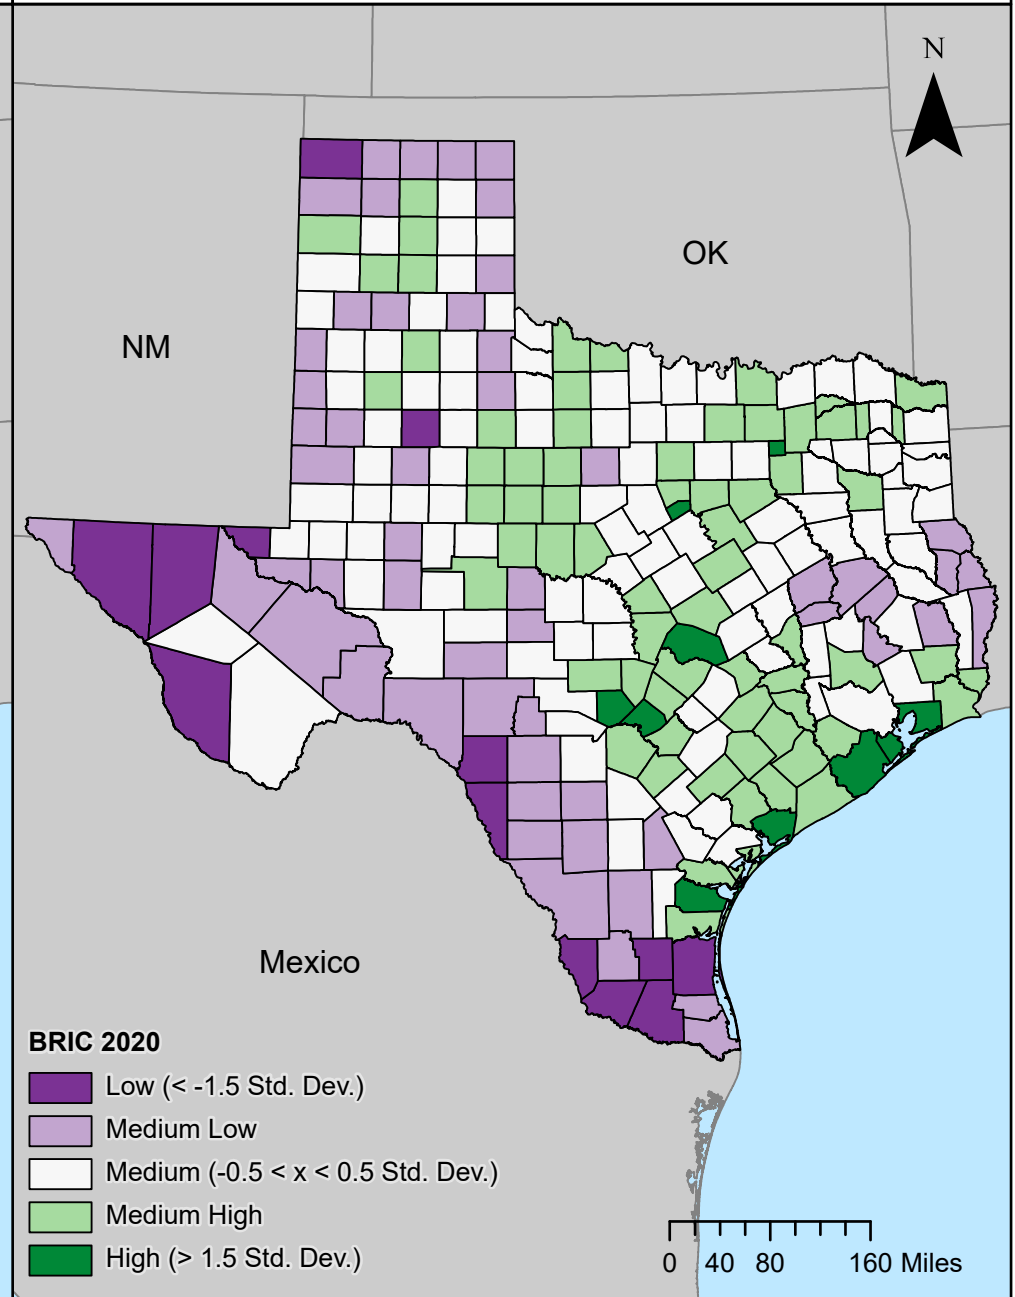 N
OK
NM
Mexico
BRIC 2020
Low (< -1.5 Std. Dev.)
Medium Low
Medium (-0.5 < x < 0.5 Std. Dev.)
Medium High
High (> 1.5 Std. Dev.)
0 40 80 160 Miles